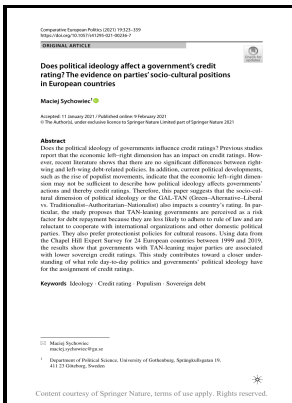 Comparative European Politics (2021) 19:323–359
https://doi.org/10.1057/s41295-021-00236-7
ORIGINAL ARTICLE
Does political ideology affect a government's credit
rating? The evidence on parties' socio-cultural positions
in European countries
Maciej Sychowiec¹
Accepted: 11 January 2021 / Published online: 9 February 2021
© The Author(s), under exclusive licence to Springer Nature Limited part of Springer Nature 2021
Abstract
Does the political ideology of governments influence credit ratings? Previous studies
report that the economic left–right dimension has an impact on credit ratings. How-
ever, recent literature shows that there are no significant differences between right-
wing and left-wing debt-related policies. In addition, current political developments,
such as the rise of populist movements, indicate that the economic left–right dimen-
sion may not be sufficient to describe how political ideology affects governments'
actions and thereby credit ratings. Therefore, this paper suggests that the socio-cul-
tural dimension of political ideology or the GAL-TAN (Green–Alternative–Liberal
vs. Traditionalist–Authoritarian–Nationalist) also impacts a country's rating. In par-
ticular, the study proposes that TAN-leaning governments are perceived as a risk
factor for debt repayment because they are less likely to adhere to rule of law and are
reluctant to cooperate with international organizations and other domestic political
parties. They also prefer protectionist policies for cultural reasons. Using data from
the Chapel Hill Expert Survey for 24 European countries between 1999 and 2019,
the results show that governments with TAN-leaning major parties are associated
with lower sovereign credit ratings. This study contributes toward a closer under-
standing of what role day-to-day politics and governments' political ideology have
for the assignment of credit ratings.
Keywords Ideology · Credit rating · Populism · Sovereign debt
Maciej Sychowiec
maciej.sychowiec@gu.se
1 Department of Political Science, University of Gothenburg, Sprängkullsgatan 19,
411 23 Göteborg, Sweden
Content courtesy of Springer Nature, terms of use apply. Rights reserved.